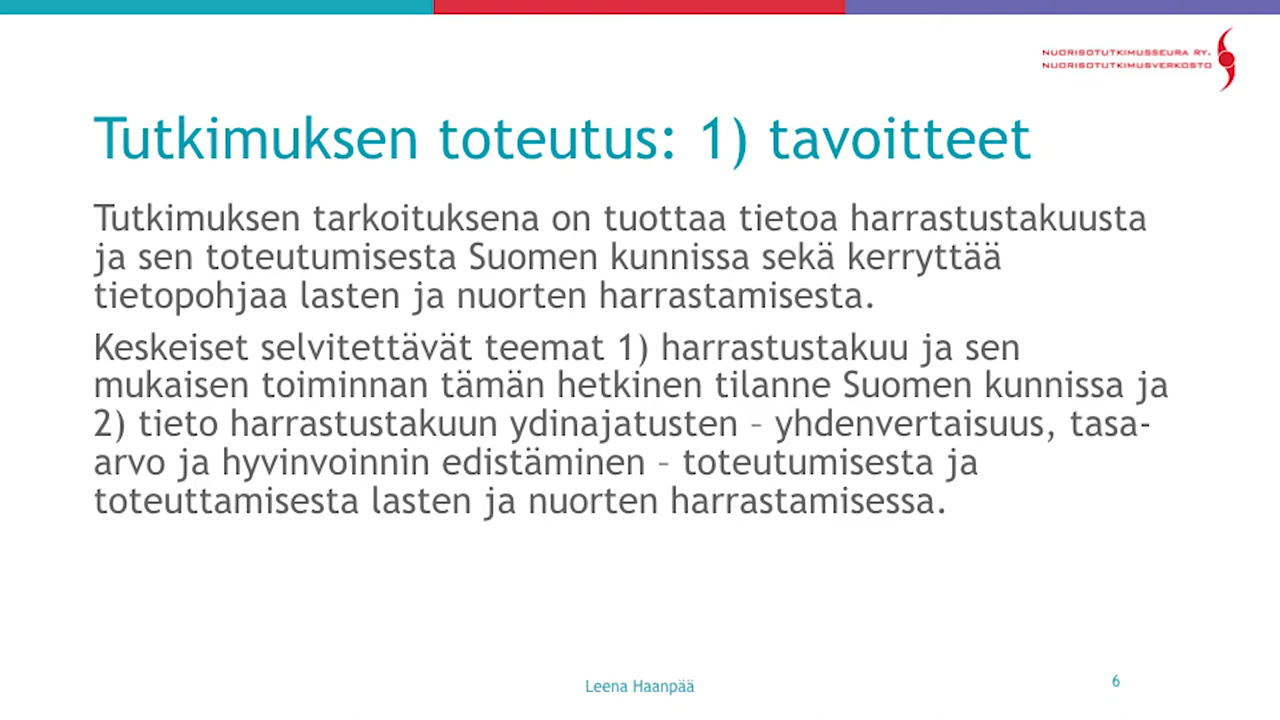 NUORISOTUTKIMUSSEURA RY.
NUORISOTUTKIMUSVERKOSTO
Tutkimuksen toteutus: 1) tavoitteet
Tutkimuksen tarkoituksena on tuottaa tietoa harrastustakuusta
ja sen toteutumisesta Suomen kunnissa sekä kerryttää
tietopohjaa lasten ja nuorten harrastamisesta.
Keskeiset selvitettävät teemat 1) harrastustakuu ja sen
mukaisen toiminnan tämän hetkinen tilanne Suomen kunnissa ja
2) tieto harrastustakuun ydinajatusten – yhdenvertaisuus, tasa-
arvo ja hyvinvoinnin edistäminen – toteutumisesta ja
toteuttamisesta lasten ja nuorten harrastamisessa.
Leena Haanpää
6